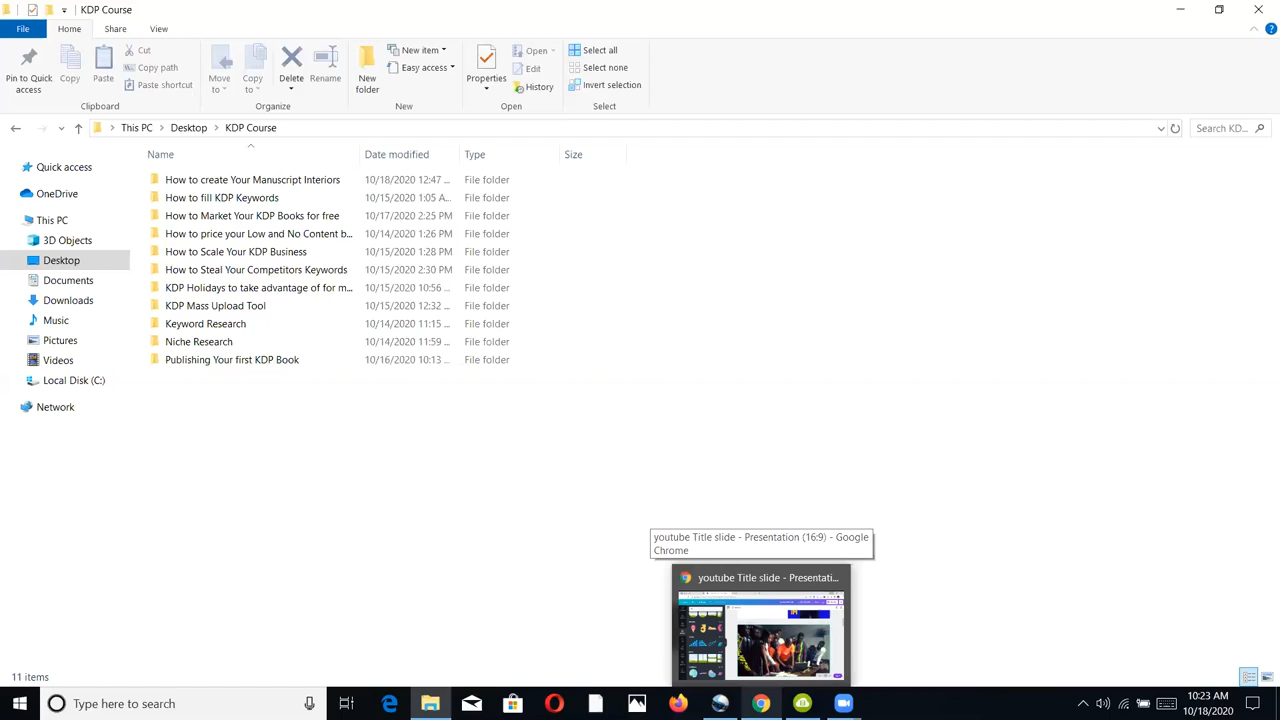 KDP Course
File
Home
Share
View
Pin to Quick access
Copy
Paste
Cut
Copy path
Paste shortcut
Clipboard
Move to
Copy to
Delete
Rename
Organize
New folder
New item
Easy access
New
Properties
Open
Edit
History
Open
Select all
Select none
Invert selection
Select
This PC
Desktop
KDP Course
Search KD...
Name
Date modified
Type
Size
Quick access
OneDrive
This PC
3D Objects
Desktop
Documents
Downloads
Music
Pictures
Videos
Local Disk (C:)
Network
How to create Your Manuscript Interiors 10/18/2020 12:47 ... File folder
How to fill KDP Keywords 10/15/2020 1:05 A... File folder
How to Market Your KDP Books for free 10/17/2020 2:25 PM File folder
How to price your Low and No Content b... 10/14/2020 1:26 PM File folder
How to Scale Your KDP Business 10/15/2020 1:28 PM File folder
How to Steal Your Competitors Keywords 10/15/2020 2:30 PM File folder
KDP Holidays to take advantage of for m... 10/15/2020 10:56 ... File folder
KDP Mass Upload Tool 10/15/2020 12:32 ... File folder
Keyword Research 10/14/2020 11:15 ... File folder
Niche Research 10/14/2020 11:59 ... File folder
Publishing Your first KDP Book 10/16/2020 10:13 ... File folder
youtube Title slide - Presentation (16:9) - Google
Chrome
youtube Title slide - Presentati...
11 items
Type here to search
10:23 AM
10/18/2020